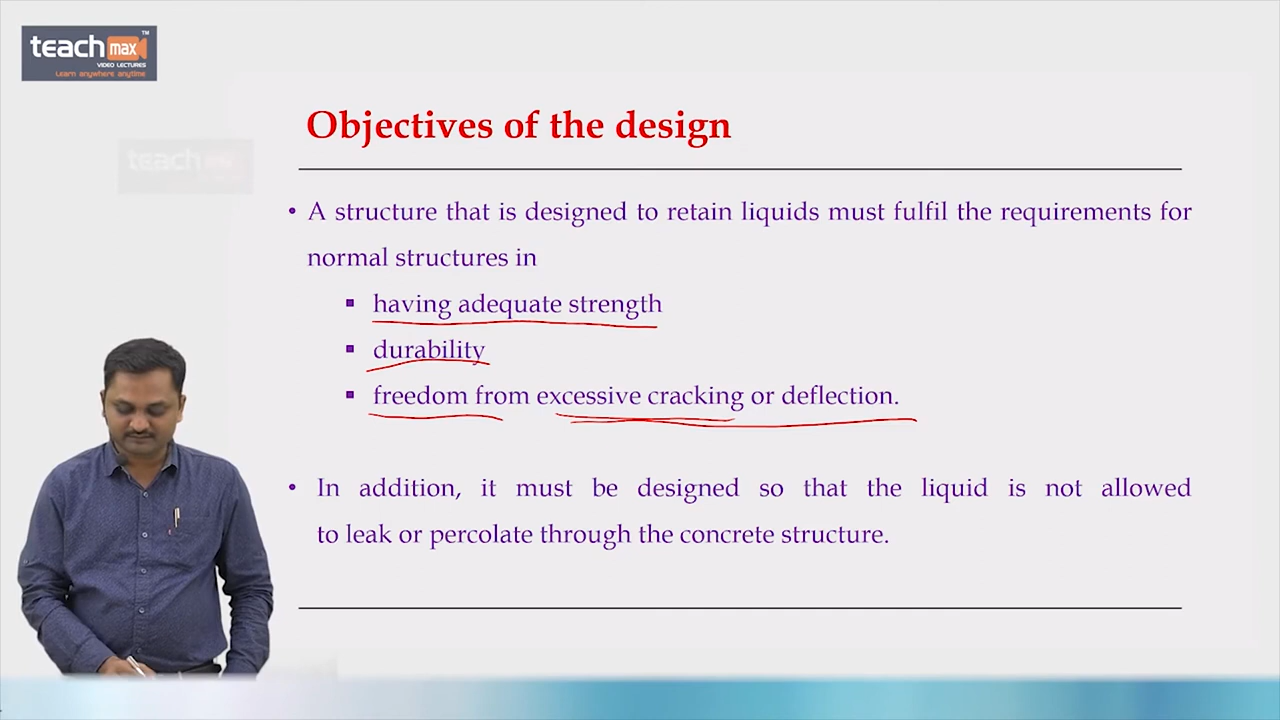 teach max TM
VIDEO LECTURES
Learn anywhere anytime
teach
Objectives of the design
• A structure that is designed to retain liquids must fulfil the requirements for
normal structures in
▪ having adequate strength
▪ durability
▪ freedom from excessive cracking or deflection.
• In addition, it must be designed so that the liquid is not allowed
to leak or percolate through the concrete structure.